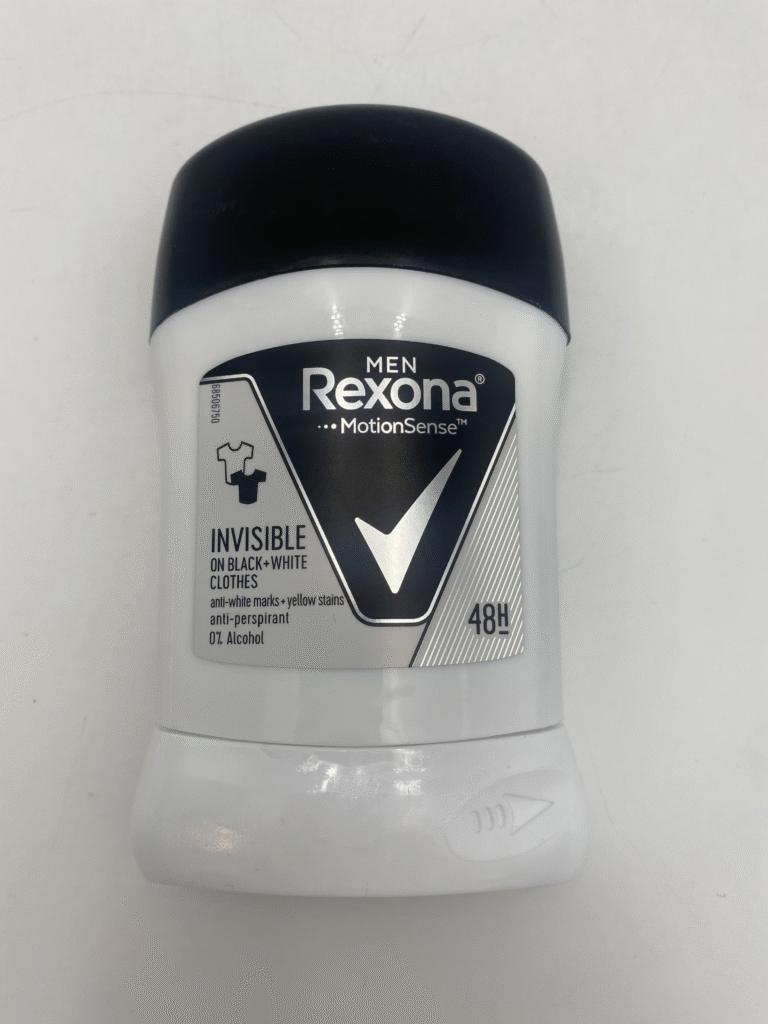 MEN
Rexona®
MotionSense™
68506750
INVISIBLE
ON BLACK+WHITE
CLOTHES
anti-white marks + yellow stains
anti-perspirant
0% Alcohol
48H